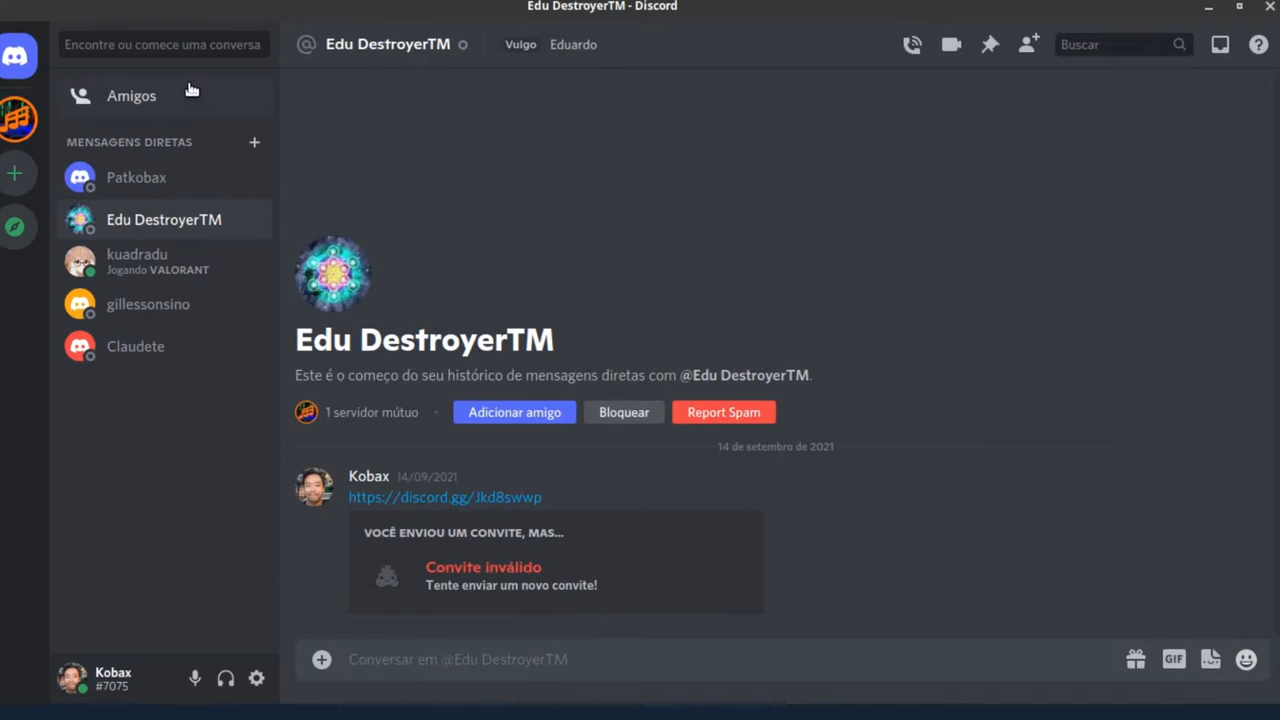 Edu DestroyerTM - Discord
Encontre ou comece uma conversa
Amigos
MENSAGENS DIRETAS
Patkobax
Edu DestroyerTM
kuadradu
Jogando VALORANT
gillessonsino
Claudete
Kobax
#7075
Edu DestroyerTM
Vulgo Eduardo
Buscar
Edu DestroyerTM
Este é o começo do seu histórico de mensagens diretas com @Edu DestroyerTM.
1 servidor mútuo • Adicionar amigo Bloquear Report Spam
14 de setembro de 2021
Kobax 14/09/2021
https://discord.gg/Jkd8swwp
VOCÊ ENVIOU UM CONVITE, MAS...
Convite inválido
Tente enviar um novo convite!
Conversar em @Edu DestroyerTM
GIF